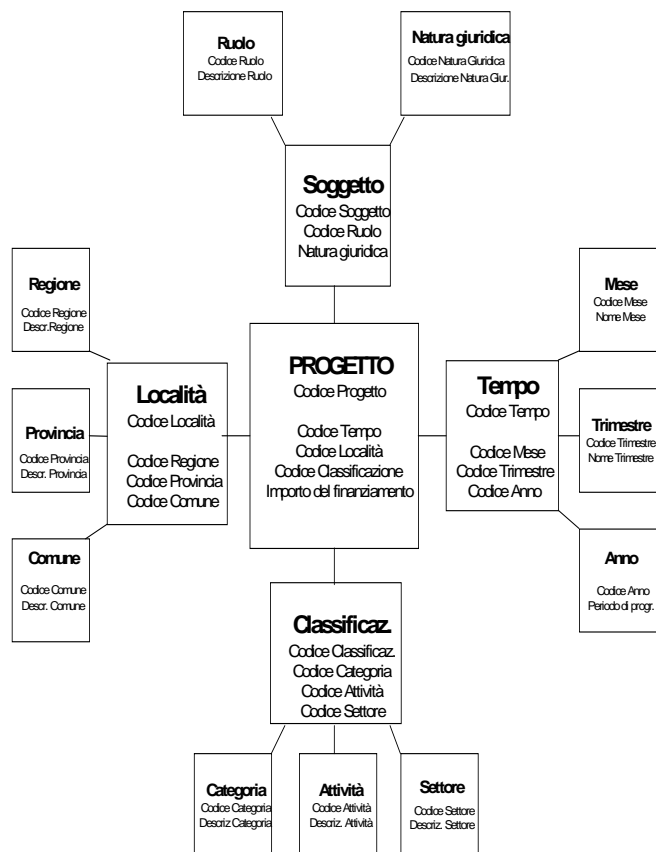 Ruolo
Codice Ruolo
Descrizione Ruolo
Natura giuridica
Codice Natura Giuridica
Descrizione Natura Giur.
Soggetto
Codice Soggetto
Codice Ruolo
Natura giuridica
Regione
Codice Regione
Descr.Regione
Mese
Codice Mese
Nome Mese
PROGETTO
Codice Progetto
Codice Tempo
Codice Località
Codice Classificazione
Importo del finanziamento
Località
Codice Località
Codice Regione
Codice Provincia
Codice Comune
Tempo
Codice Tempo
Codice Mese
Codice Trimestre
Codice Anno
Provincia
Codice Provincia
Descr. Provincia
Trimestre
Codice Trimestre
Nome Trimestre
Comune
Codice Comune
Descr. Comune
Anno
Codice Anno
Periodo di progr.
Classificaz.
Codice Classificaz.
Codice Categoria
Codice Attività
Codice Settore
Categoria
Codice Categoria
Descriz Categoria
Attività
Codice Attività
Descriz. Attività
Settore
Codice Settore
Descriz. Settore